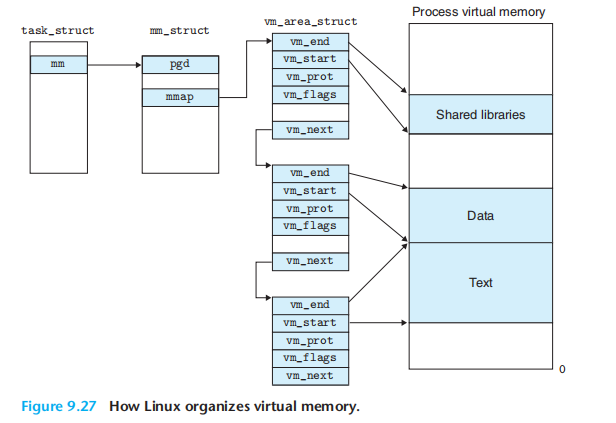 task_struct
mm
mm_struct
pgd
mmap
vm_area_struct
vm_end
vm_start
vm_prot
vm_flags
vm_next
vm_end
vm_start
vm_prot
vm_flags
vm_next
vm_end
vm_start
vm_prot
vm_flags
vm_next
Process virtual memory
Shared libraries
Data
Text
0
Figure 9.27 How Linux organizes virtual memory.